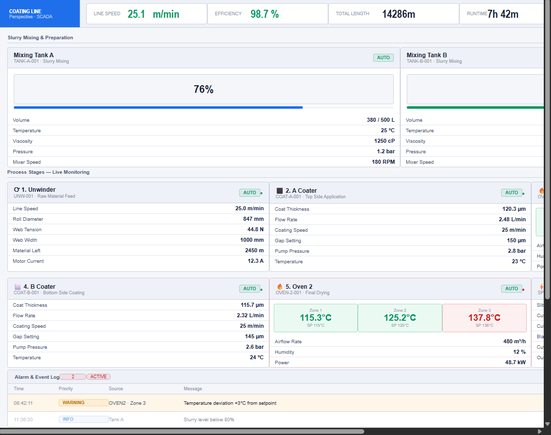 COATING LINE
Perspective · SCADA
LINE SPEED 25.1 m/min
EFFICIENCY 98.7 %
TOTAL LENGTH 14286m
RUNTIME 7h 42m
Slurry Mixing & Preparation
Mixing Tank A
TANK-A-001 · Slurry Mixing
AUTO
76%
Volume 380 / 500 L
Temperature 25 °C
Viscosity 1250 cP
Pressure 1.2 bar
Mixer Speed 180 RPM
Mixing Tank B
TANK-B-001 · Slurry Mixing
Volume
Temperature
Viscosity
Pressure
Mixer Speed
Process Stages — Live Monitoring
1. Unwinder
UNW-001 · Raw Material Feed
AUTO
Line Speed 25.0 m/min
Roll Diameter 847 mm
Web Tension 44.8 N
Web Width 1000 mm
Material Left 2450 m
Motor Current 12.3 A
2. A Coater
COAT-A-001 · Top Side Application
AUTO
Coat Thickness 120.3 µm
Flow Rate 2.48 L/min
Coating Speed 25 m/min
Gap Setting 150 µm
Pump Pressure 2.8 bar
Temperature 23 °C
4. B Coater
COAT-B-001 · Bottom Side Coating
AUTO
Coat Thickness 115.7 µm
Flow Rate 2.32 L/min
Coating Speed 25 m/min
Gap Setting 145 µm
Pump Pressure 2.6 bar
Temperature 24 °C
5. Oven 2
OVEN-2-001 · Final Drying
AUTO
Zone 1
115.3°C
SP 115°C
Zone 2
125.2°C
SP 125°C
Zone 3
137.8°C
Airflow Rate 480 m³/h
Humidity 12 %
Power 48.7 kW
Alarm & Event Log 2 ACTIVE
Time Priority Source Message
08:42:11 WARNING OVEN2 · Zone 3 Temperature deviation +3°C from setpoint
INFO Tank A Slurry level below 80%